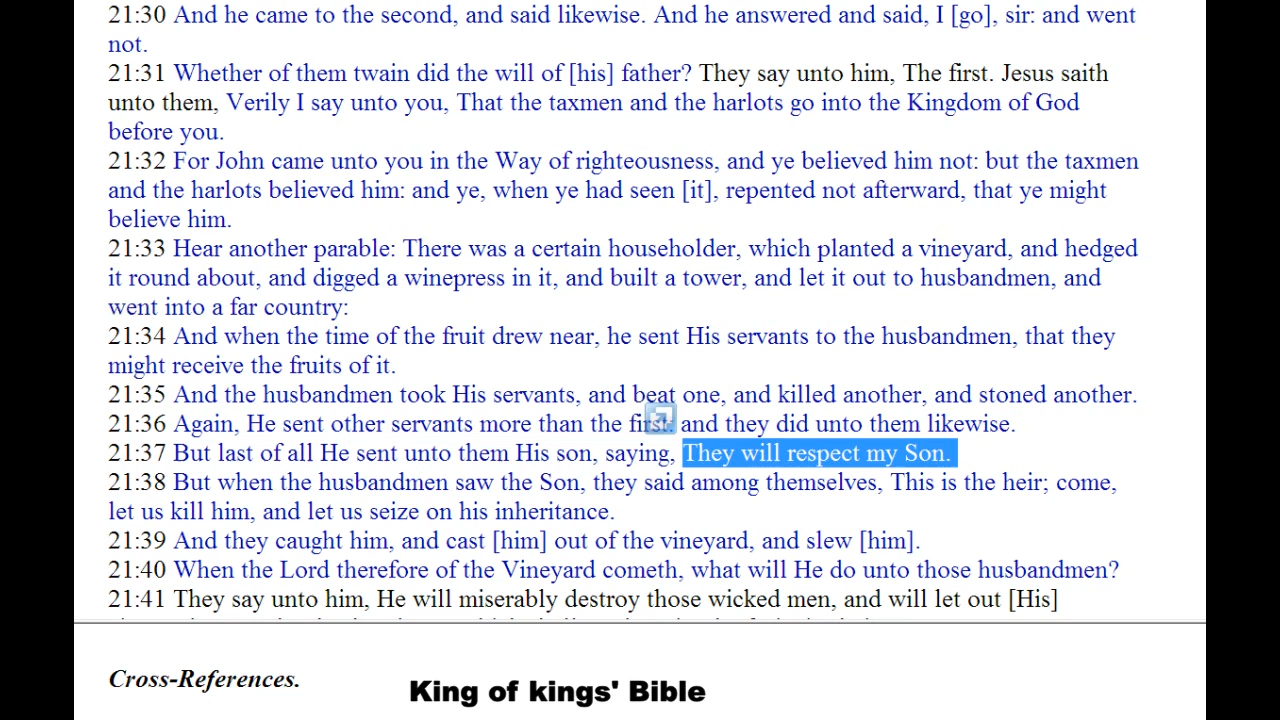 21:30 And he came to the second, and said likewise. And he answered and said, I [go], sir: and went
not.
21:31 Whether of them twain did the will of [his] father? They say unto him, The first. Jesus saith
unto them, Verily I say unto you, That the taxmen and the harlots go into the Kingdom of God
before you.
21:32 For John came unto you in the Way of righteousness, and ye believed him not: but the taxmen
and the harlots believed him: and ye, when ye had seen [it], repented not afterward, that ye might
believe him.
21:33 Hear another parable: There was a certain householder, which planted a vineyard, and hedged
it round about, and digged a winepress in it, and built a tower, and let it out to husbandmen, and
went into a far country:
21:34 And when the time of the fruit drew near, he sent His servants to the husbandmen, that they
might receive the fruits of it.
21:35 And the husbandmen took His servants, and beat one, and killed another, and stoned another.
21:36 Again, He sent other servants more than the first: and they did unto them likewise.
21:37 But last of all He sent unto them His son, saying, They will respect my Son.
21:38 But when the husbandmen saw the Son, they said among themselves, This is the heir; come,
let us kill him, and let us seize on his inheritance.
21:39 And they caught him, and cast [him] out of the vineyard, and slew [him].
21:40 When the Lord therefore of the Vineyard cometh, what will He do unto those husbandmen?
21:41 They say unto him, He will miserably destroy those wicked men, and will let out [His]
Cross-References.
King of kings' Bible